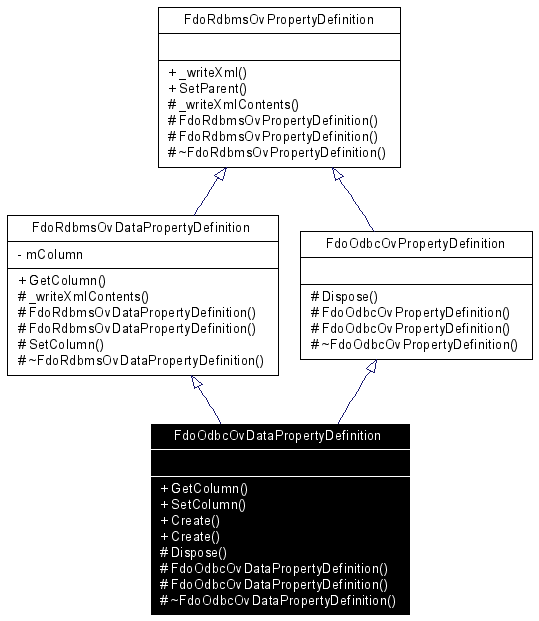 FdoRdbmsOvPropertyDefinition
+ _writeXml()
+ SetParent()
# _writeXmlContents()
# FdoRdbmsOvPropertyDefinition()
# FdoRdbmsOvPropertyDefinition()
# ~FdoRdbmsOvPropertyDefinition()
FdoRdbmsOvDataPropertyDefinition
- mColumn
+ GetColumn()
# _writeXmlContents()
# FdoRdbmsOvDataPropertyDefinition()
# FdoRdbmsOvDataPropertyDefinition()
# SetColumn()
# ~FdoRdbmsOvDataPropertyDefinition()
FdoOdbcOvPropertyDefinition
# Dispose()
# FdoOdbcOvPropertyDefinition()
# FdoOdbcOvPropertyDefinition()
# ~FdoOdbcOvPropertyDefinition()
FdoOdbcOvDataPropertyDefinition
+ GetColumn()
+ SetColumn()
+ Create()
+ Create()
# Dispose()
# FdoOdbcOvDataPropertyDefinition()
# FdoOdbcOvDataPropertyDefinition()
# ~FdoOdbcOvDataPropertyDefinition()